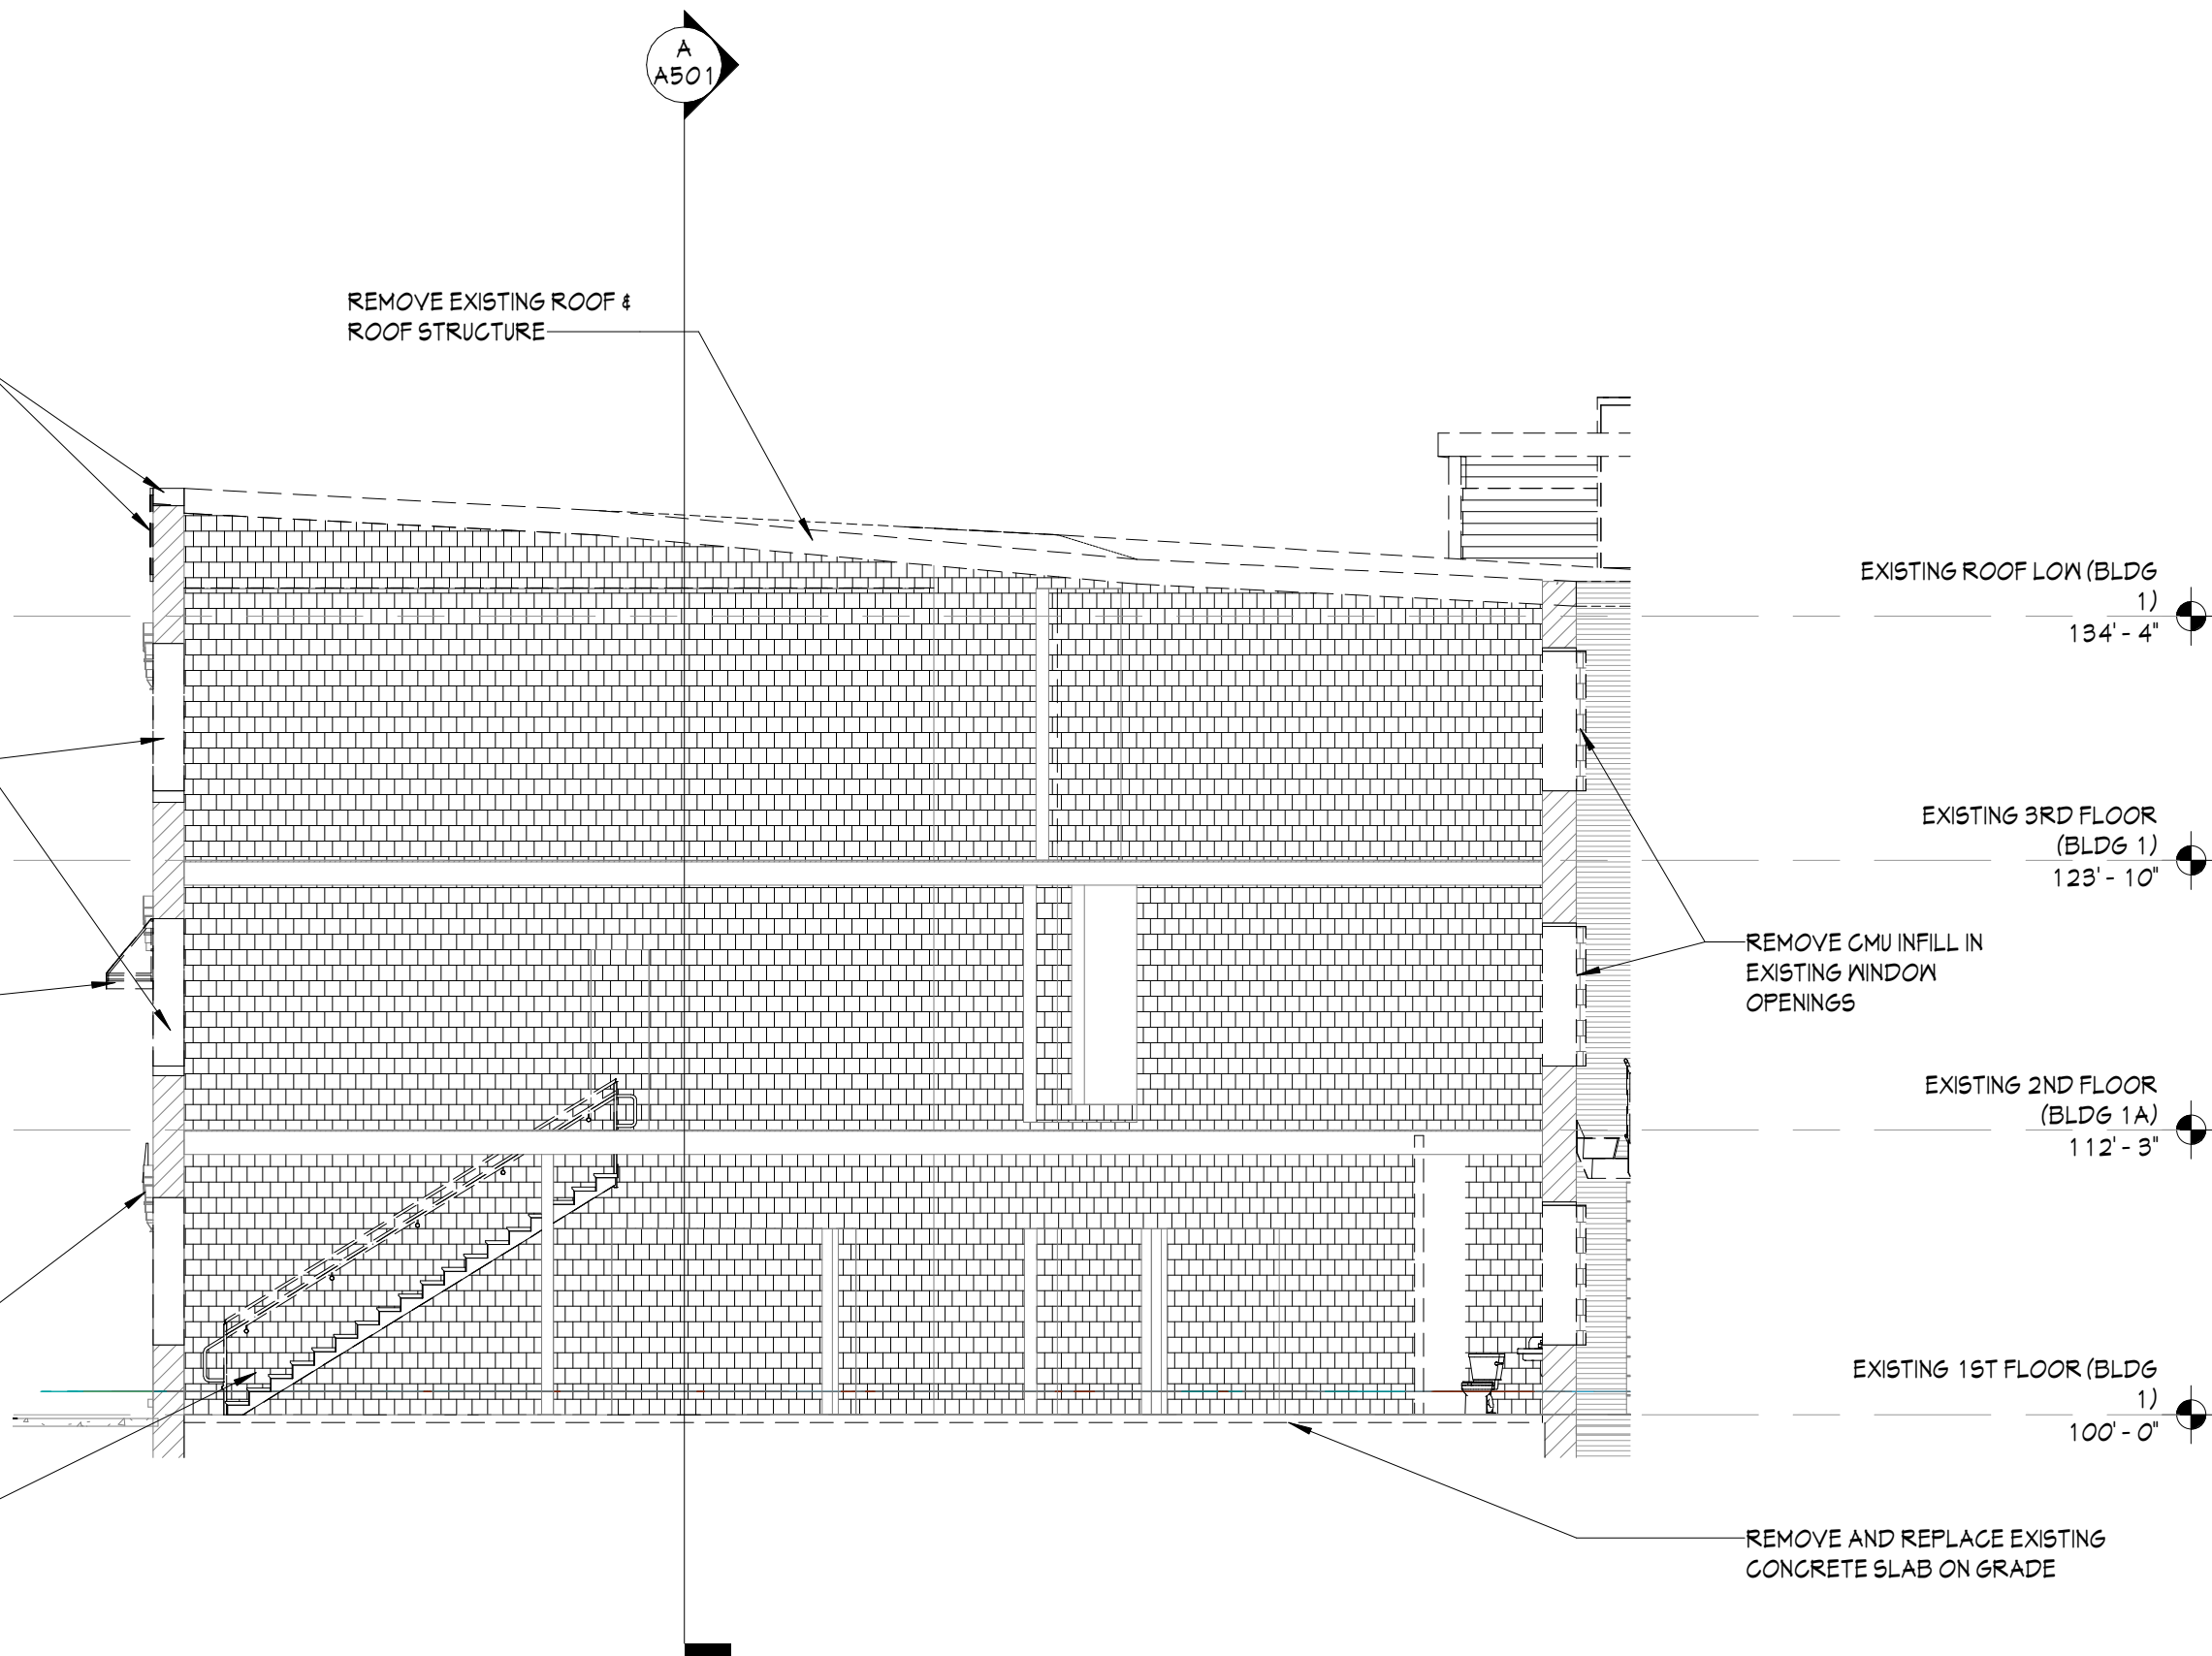 A
A501
REMOVE EXISTING ROOF &
ROOF STRUCTURE
EXISTING ROOF LOW (BLDG
1)
134' - 4"
EXISTING 3RD FLOOR
(BLDG 1)
123' - 10"
REMOVE CMU INFILL IN
EXISTING WINDOW
OPENINGS
EXISTING 2ND FLOOR
(BLDG 1A)
112' - 3"
EXISTING 1ST FLOOR (BLDG
1)
100' - 0"
REMOVE AND REPLACE EXISTING
CONCRETE SLAB ON GRADE